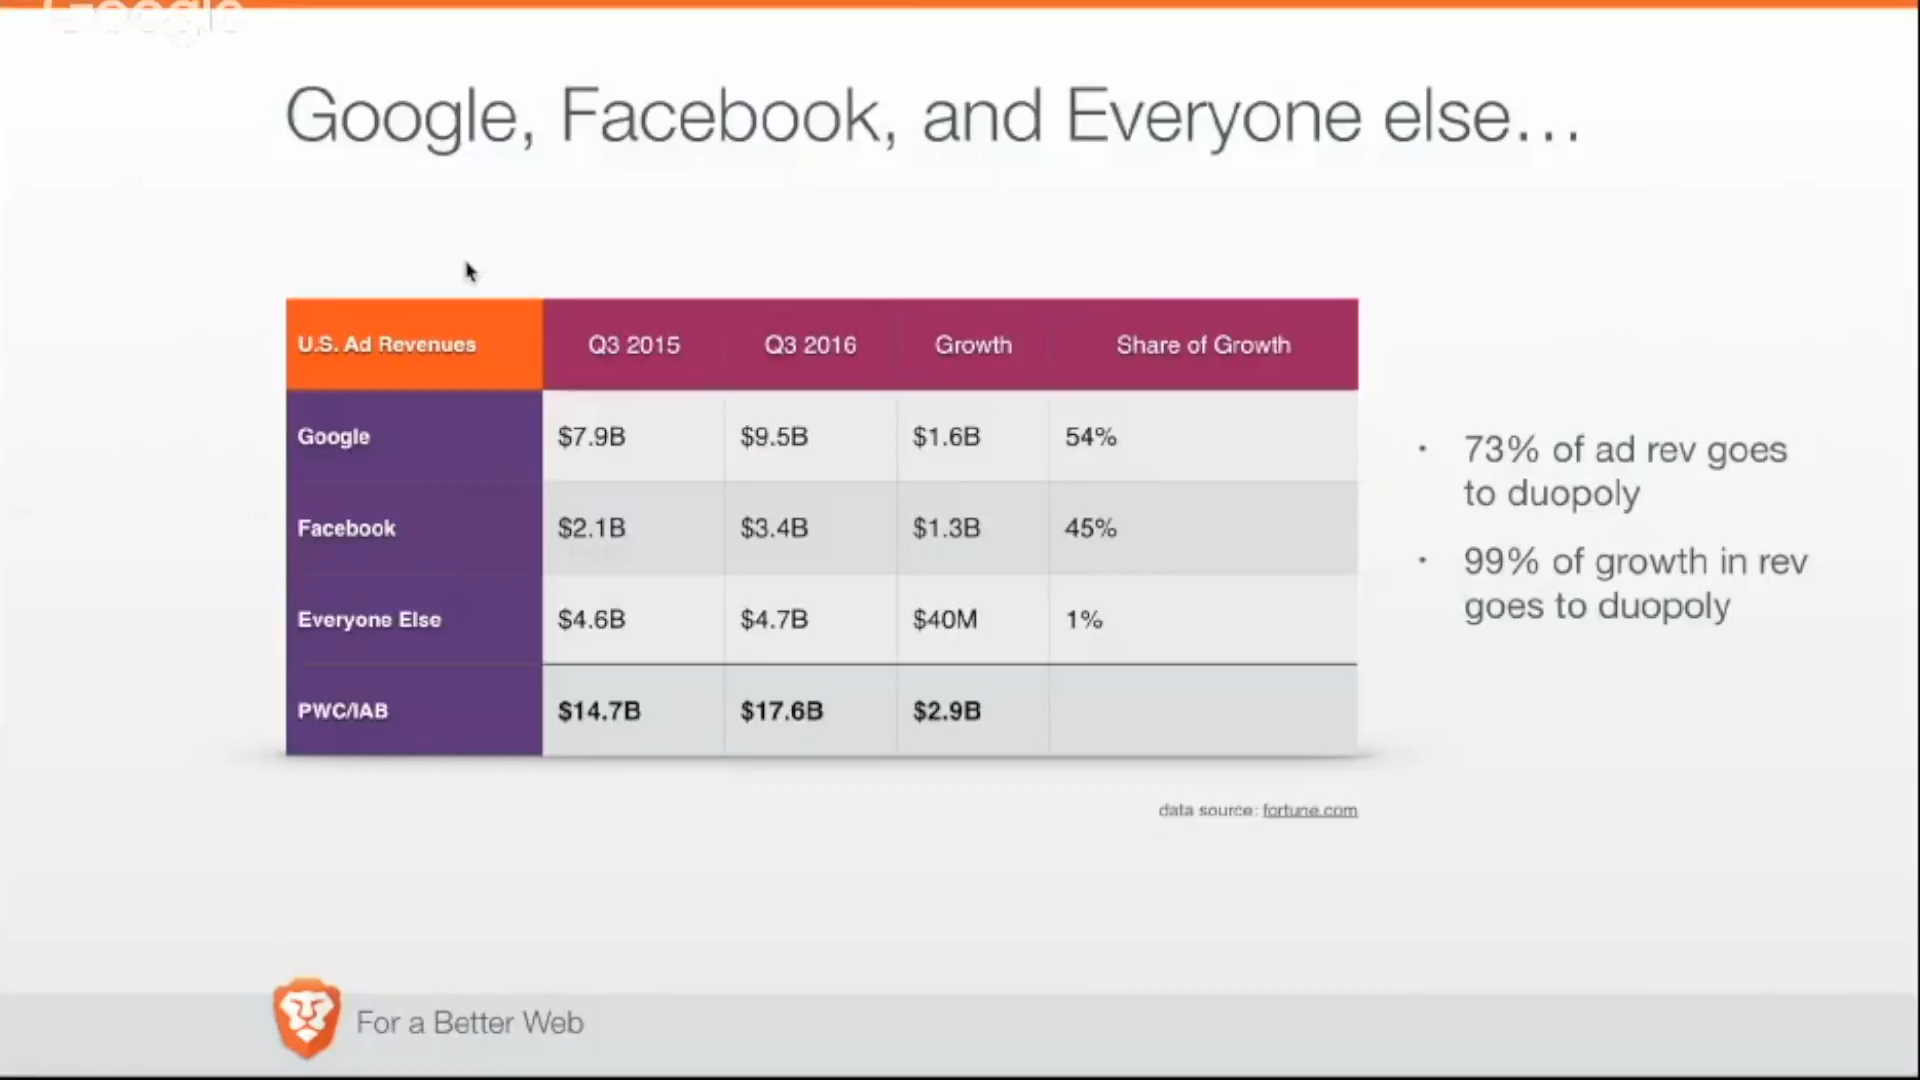 Google
Google, Facebook, and Everyone else…
U.S. Ad Revenues Q3 2015 Q3 2016 Growth Share of Growth
Google $7.9B $9.5B $1.6B 54%
Facebook $2.1B $3.4B $1.3B 45%
Everyone Else $4.6B $4.7B $40M 1%
PWC/IAB $14.7B $17.6B $2.9B
• 73% of ad rev goes
to duopoly
• 99% of growth in rev
goes to duopoly
data source: fortune.com
For a Better Web